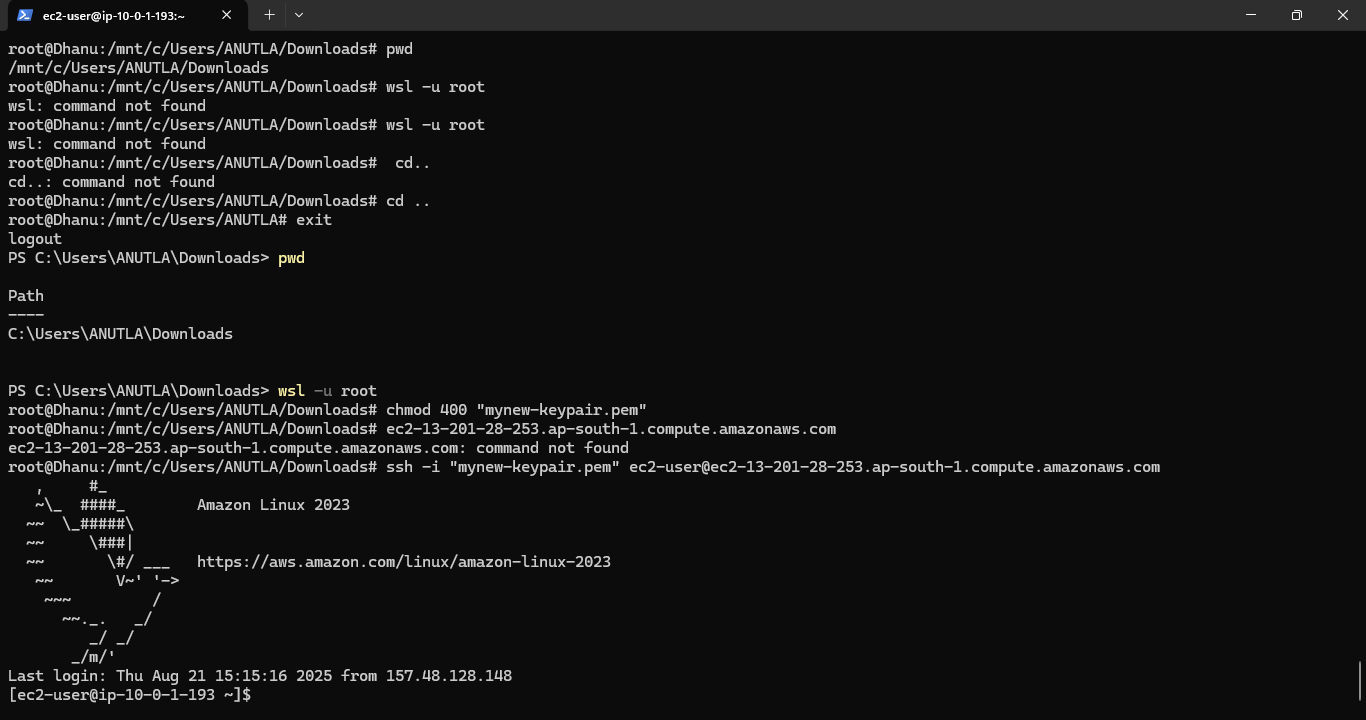 ec2-user@ip-10-0-1-193:~
root@Dhanu:/mnt/c/Users/ANUTLA/Downloads# pwd
/mnt/c/Users/ANUTLA/Downloads
root@Dhanu:/mnt/c/Users/ANUTLA/Downloads# wsl -u root
wsl: command not found
root@Dhanu:/mnt/c/Users/ANUTLA/Downloads# wsl -u root
wsl: command not found
root@Dhanu:/mnt/c/Users/ANUTLA/Downloads#  cd..
cd..: command not found
root@Dhanu:/mnt/c/Users/ANUTLA/Downloads# cd ..
root@Dhanu:/mnt/c/Users/ANUTLA# exit
logout
PS C:\Users\ANUTLA\Downloads> pwd

Path
----
C:\Users\ANUTLA\Downloads


PS C:\Users\ANUTLA\Downloads> wsl -u root
root@Dhanu:/mnt/c/Users/ANUTLA/Downloads# chmod 400 "mynew-keypair.pem"
root@Dhanu:/mnt/c/Users/ANUTLA/Downloads# ec2-13-201-28-253.ap-south-1.compute.amazonaws.com
ec2-13-201-28-253.ap-south-1.compute.amazonaws.com: command not found
root@Dhanu:/mnt/c/Users/ANUTLA/Downloads# ssh -i "mynew-keypair.pem" ec2-user@ec2-13-201-28-253.ap-south-1.compute.amazonaws.com
   ,     #_
   ~\_  ####_        Amazon Linux 2023
  ~~  \_#####\
  ~~     \###|
  ~~       \#/ ___   https://aws.amazon.com/linux/amazon-linux-2023
   ~~       V~' '->
    ~~~         /
      ~~._.   _/
         _/ _/
       _/m/'
Last login: Thu Aug 21 15:15:16 2025 from 157.48.128.148
[ec2-user@ip-10-0-1-193 ~]$